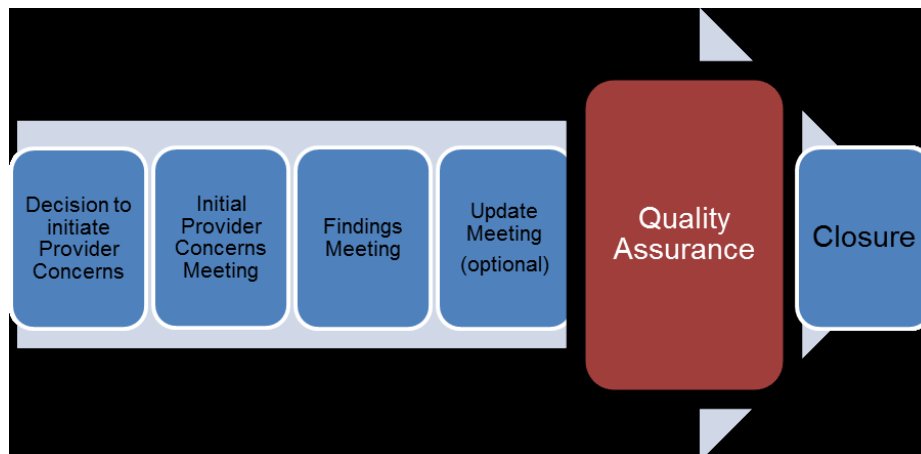 Decision to
initiate
Provider
Concerns
Initial
Provider
Concerns
Meeting
Findings
Meeting
Update
Meeting
(optional)
Quality
Assurance
Closure